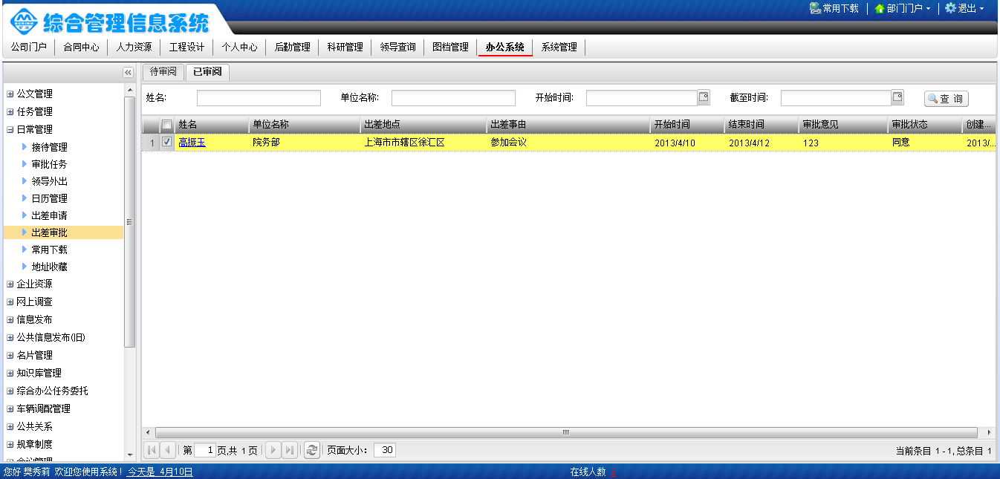 常用下载 部门门户 退出
综合管理信息系统
公司门户 合同中心 人力资源 工程设计 个人中心 后勤管理 科研管理 领导查询 图档管理 办公系统 系统管理
待审阅 已审阅
姓名: 单位名称: 开始时间: 截至时间: 查 询
姓名 单位名称 出差地点 出差事由 开始时间 结束时间 审批意见 审批状态 创建...
1 高振玉 院务部 上海市市辖区徐汇区 参加会议 2013/4/10 2013/4/12 123 同意 2013/...
公文管理
任务管理
日常管理
接待管理
审批任务
领导外出
日历管理
出差申请
出差审批
常用下载
地址收藏
企业资源
网上调查
信息发布
公共信息发布(旧)
名片管理
知识库管理
综合办公任务委托
车辆调配管理
公共关系
规章制度
会议管理
第 1 页,共 1 页 页面大小: 30 当前条目 1 - 1, 总条目 1
您好 樊秀莉 欢迎您使用系统! 今天是 4月10日 在线人数 2